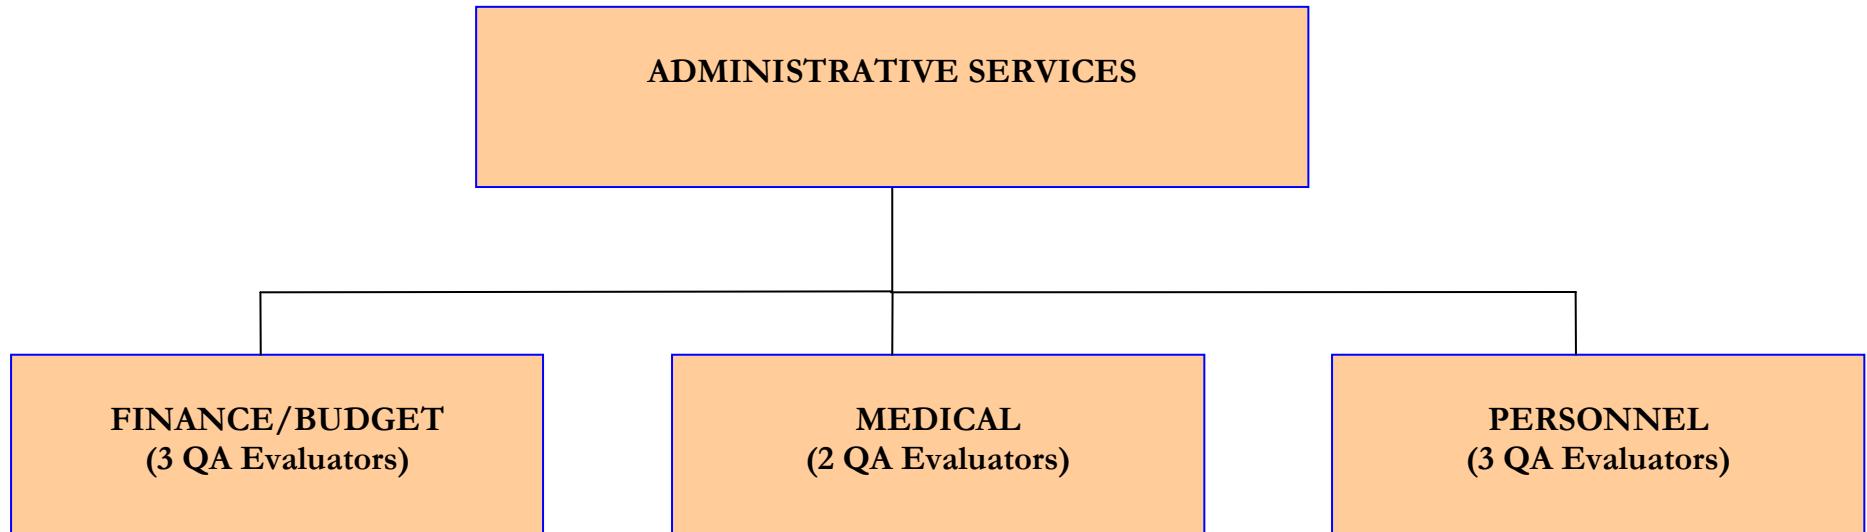 ADMINISTRATIVE SERVICES
FINANCE/BUDGET
(3 QA Evaluators)
MEDICAL
(2 QA Evaluators)
PERSONNEL
(3 QA Evaluators)